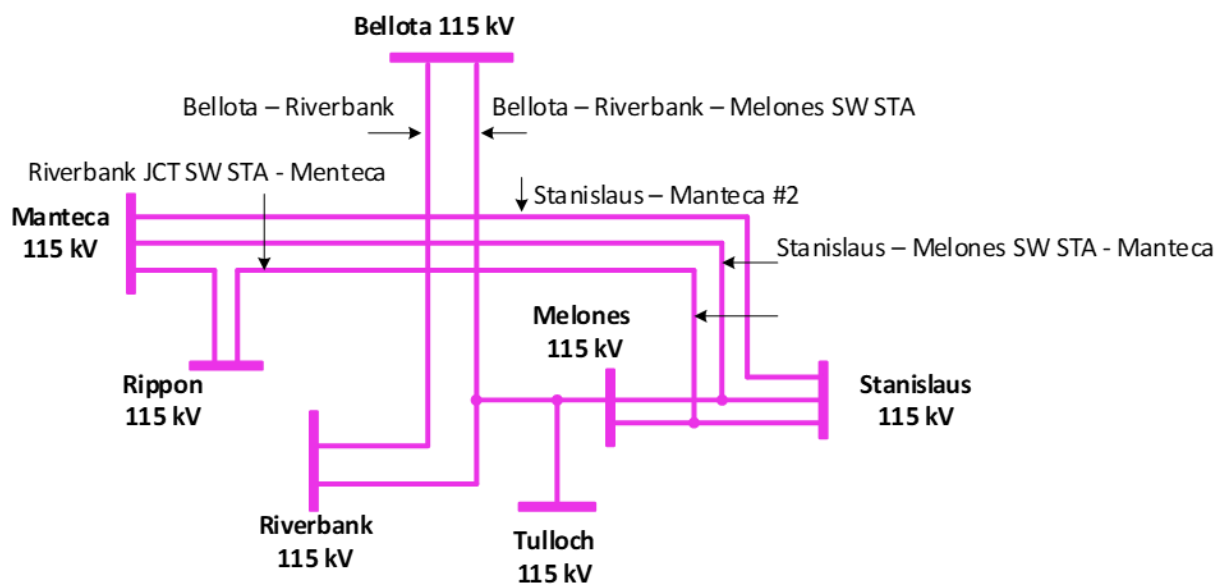 Bellota 115 kV
Bellota – Riverbank
Bellota – Riverbank – Melones SW STA
Riverbank JCT SW STA - Menteca
Stanislaus – Manteca #2
Manteca
115 kV
Stanislaus – Melones SW STA - Manteca
Melones
115 kV
Rippon
115 kV
Stanislaus
115 kV
Riverbank
115 kV
Tulloch
115 kV